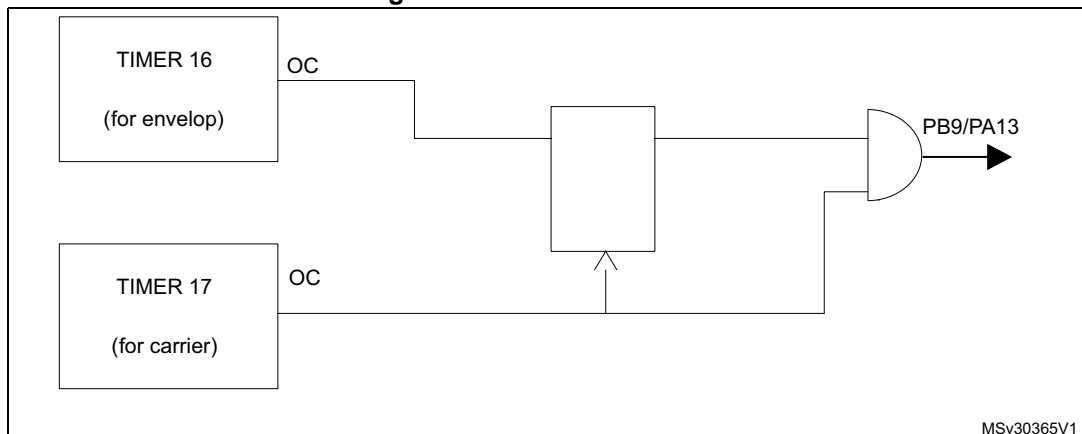 g
TIMER 16
(for envelop)
OC
PB9/PA13
TIMER 17
(for carrier)
OC
MSv30365V1